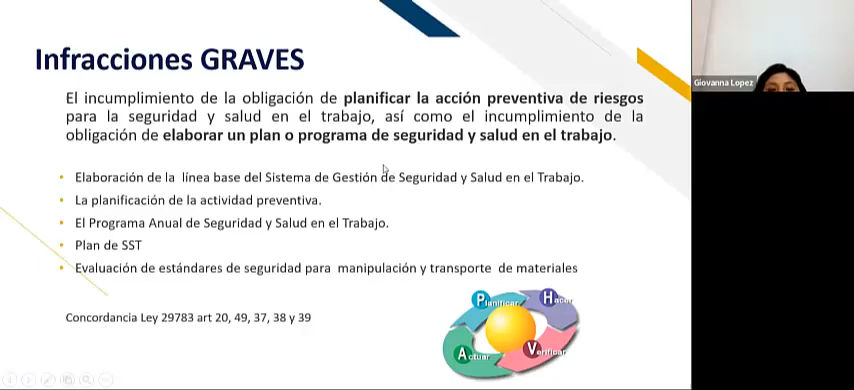 Infracciones GRAVES
El incumplimiento de la obligación de planificar la acción preventiva de riesgos
para la seguridad y salud en el trabajo, así como el incumplimiento de la
obligación de elaborar un plan o programa de seguridad y salud en el trabajo.
• Elaboración de la línea base del Sistema de Gestión de Seguridad y Salud en el Trabajo.
• La planificación de la actividad preventiva.
• El Programa Anual de Seguridad y Salud en el Trabajo.
• Plan de SST
• Evaluación de estándares de seguridad para manipulación y transporte de materiales
Concordancia Ley 29783 art 20, 49, 37, 38 y 39
Planificar
Hacer
Actuar
Verificar
Giovanna Lopez